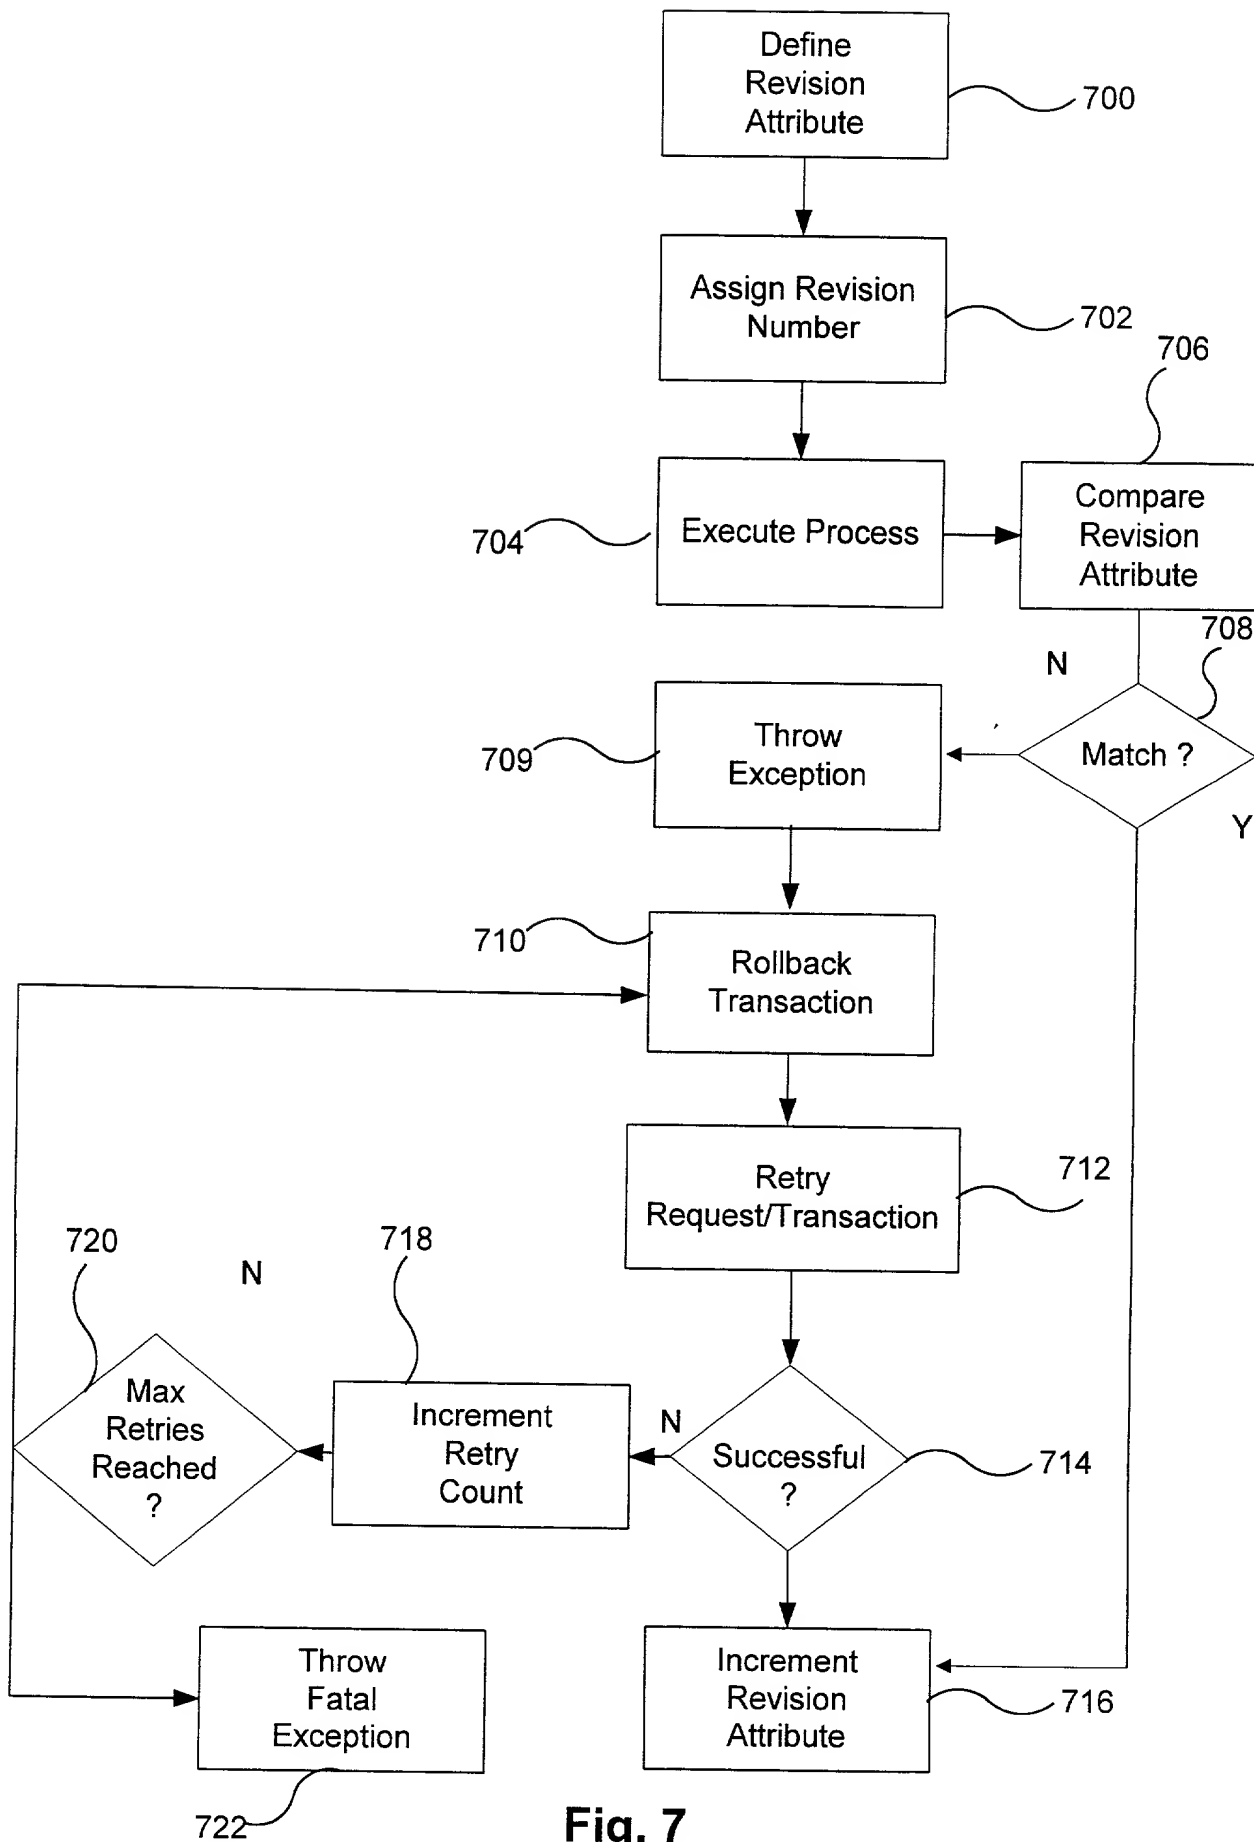 Define
Revision
Attribute
700
Assign Revision
Number
702
706
704
Execute Process
Compare
Revision
Attribute
708
N
709
Throw
Exception
Match ?
Y
710
Rollback
Transaction
712
Retry
Request/Transaction
720
N
718
Max
Retries
Reached
?
Increment
Retry
Count
N
Successful
?
714
Throw
Fatal
Exception
Increment
Revision
Attribute
716
722
Fig. 7